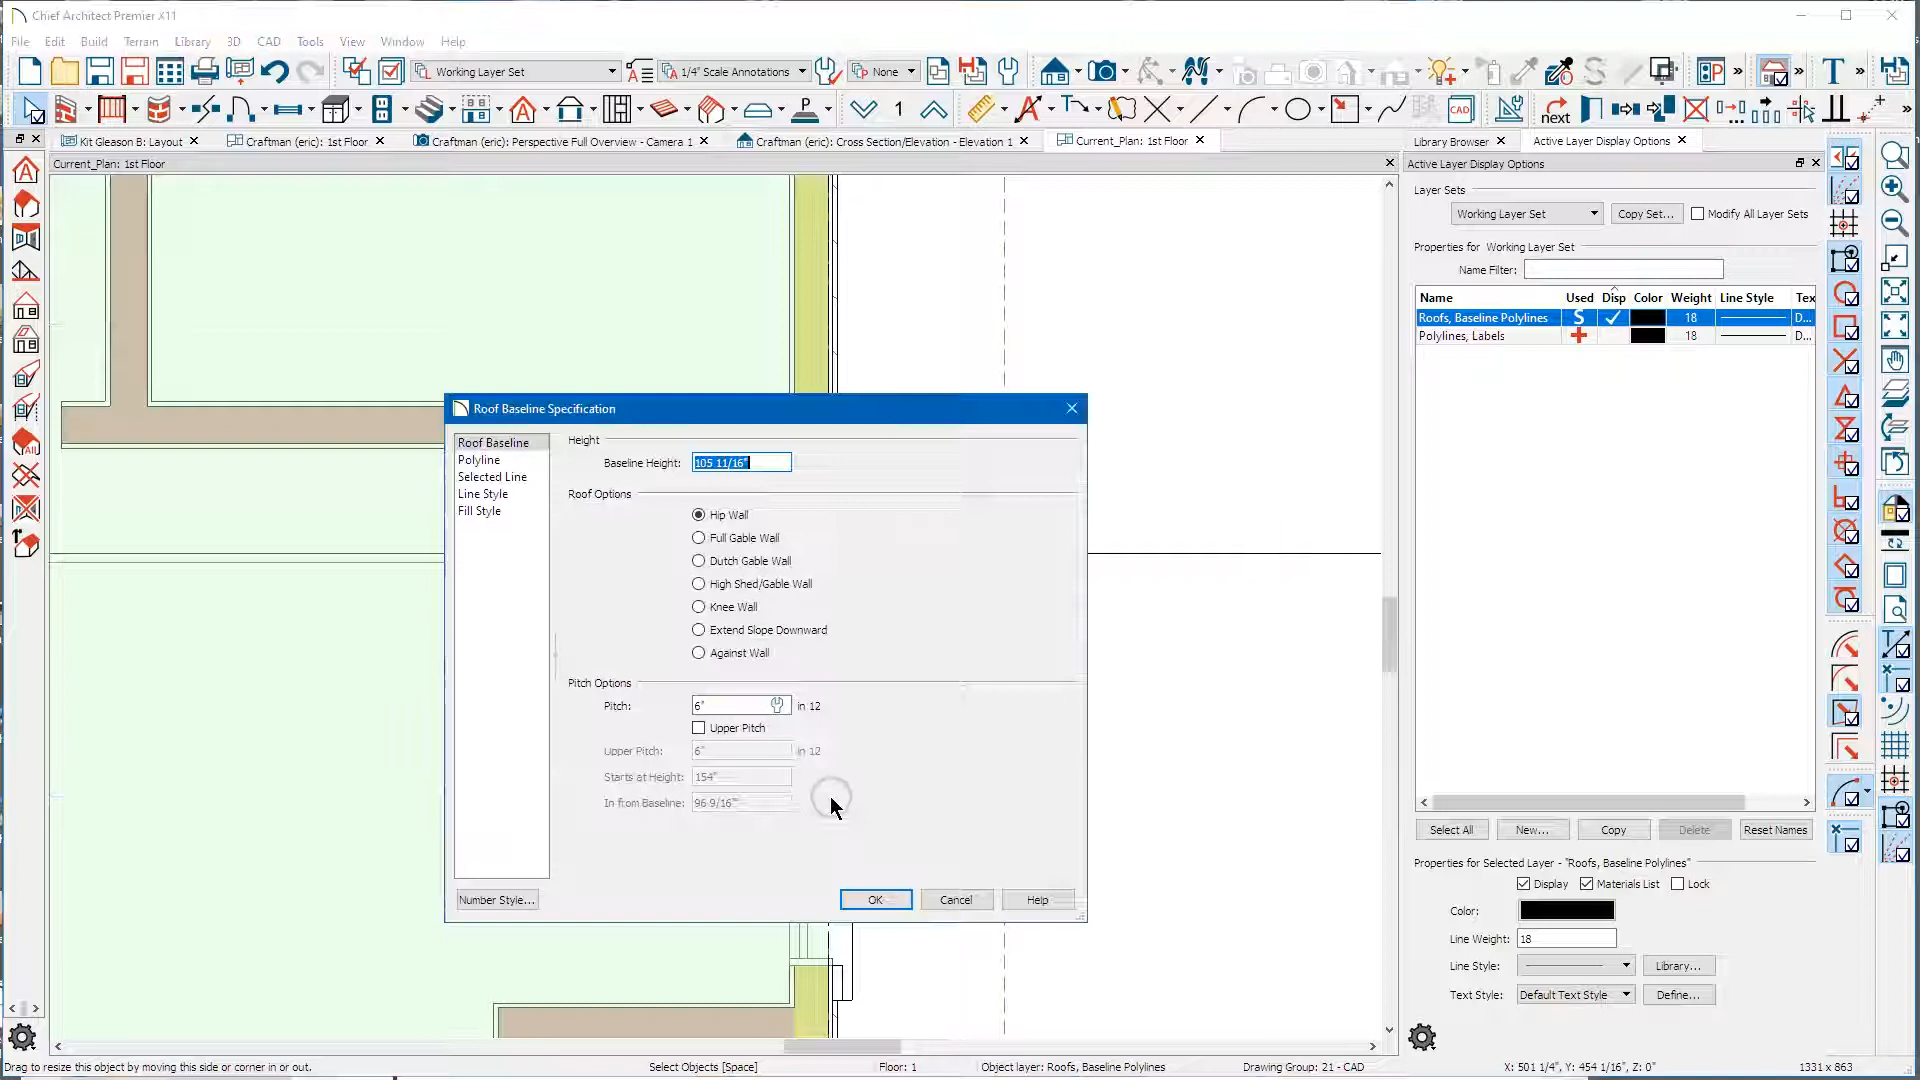 Chief Architect Premier X11
File Edit Build Terrain Library 3D CAD Tools View Window Help
Working Layer Set 1/4" Scale Annotations None
1 CAD next
Kit Gleason B: Layout Craftman (eric): 1st Floor Craftman (eric): Perspective Full Overview - Camera 1 Craftman (eric): Cross Section/Elevation - Elevation 1 Current_Plan: 1st Floor Library Browser Active Layer Display Options
Current_Plan: 1st Floor
Active Layer Display Options
Layer Sets
Working Layer Set Copy Set... Modify All Layer Sets
Properties for Working Layer Set
Name Filter:
Name Used Disp Color Weight Line Style Tex
Roofs, Baseline Polylines S 18 D...
Polylines, Labels 18 D...
Roof Baseline Specification
Roof Baseline
Polyline
Selected Line
Line Style
Fill Style
Height
Baseline Height: 105 11/16"
Roof Options
Hip Wall
Full Gable Wall
Dutch Gable Wall
High Shed/Gable Wall
Knee Wall
Extend Slope Downward
Against Wall
Pitch Options
Pitch: 6" in 12
Upper Pitch
Upper Pitch: 6" in 12
Starts at Height: 154"
In from Baseline: 96 9/16"
Number Style... OK Cancel Help
Select All New... Copy Delete Reset Names
Properties for Selected Layer - "Roofs, Baseline Polylines"
Display Materials List Lock
Color:
Line Weight: 18
Line Style: Library...
Text Style: Default Text Style Define...
Drag to resize this object by moving this side or corner in or out. Select Objects [Space] Floor: 1 Object layer: Roofs, Baseline Polylines Drawing Group: 21 - CAD X: 501 1/4", Y: 454 1/16", Z: 0" 1331 x 863